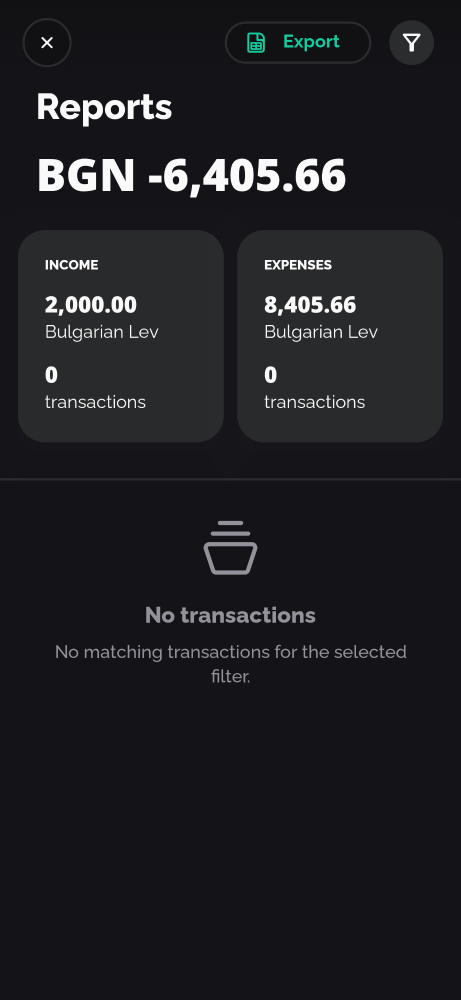 Export
Reports
BGN -6,405.66
INCOME
2,000.00
Bulgarian Lev
0
transactions
EXPENSES
8,405.66
Bulgarian Lev
0
transactions
No transactions
No matching transactions for the selected
filter.